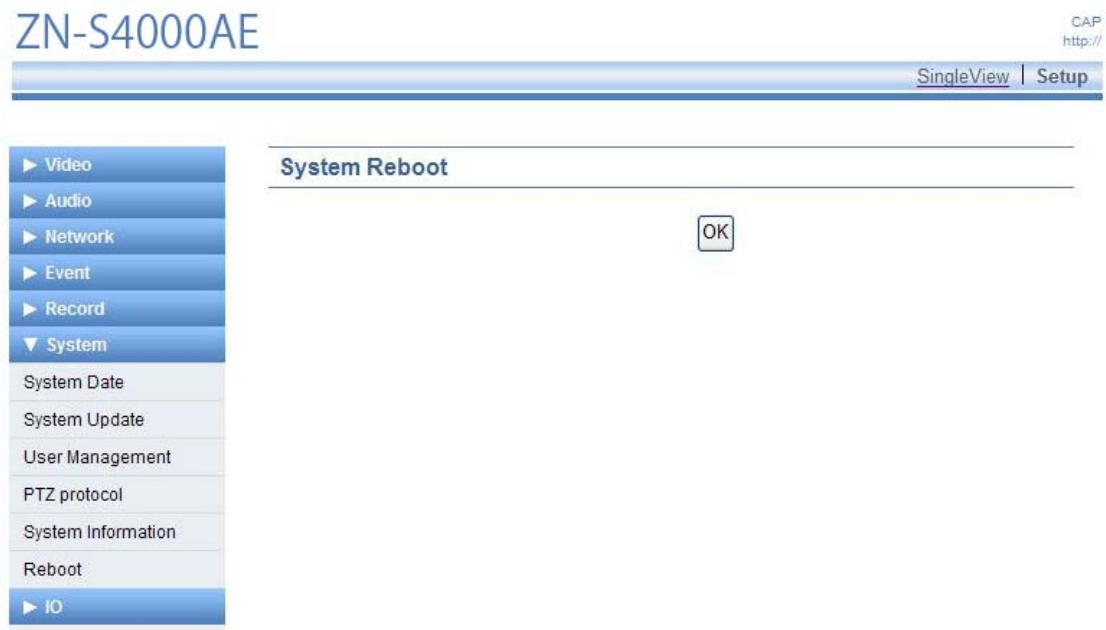 ZN-S4000AE
CAP
http://
SingleView | Setup
▶ Video
▶ Audio
▶ Network
▶ Event
▶ Record
▼ System
System Date
System Update
User Management
PTZ protocol
System Information
Reboot
▶ IO
System Reboot
OK